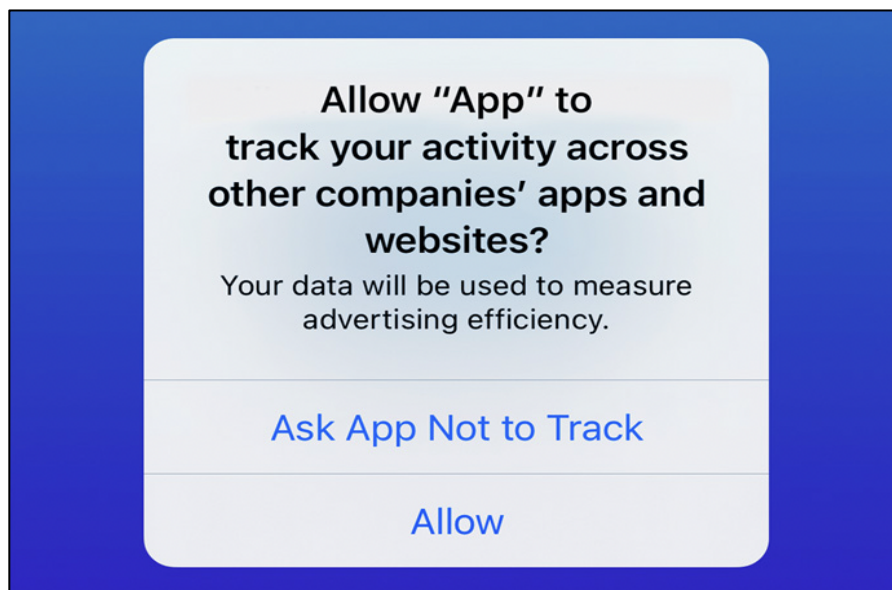 Allow “App” to
track your activity across
other companies’ apps and
websites?
Your data will be used to measure
advertising efficiency.
Ask App Not to Track
Allow